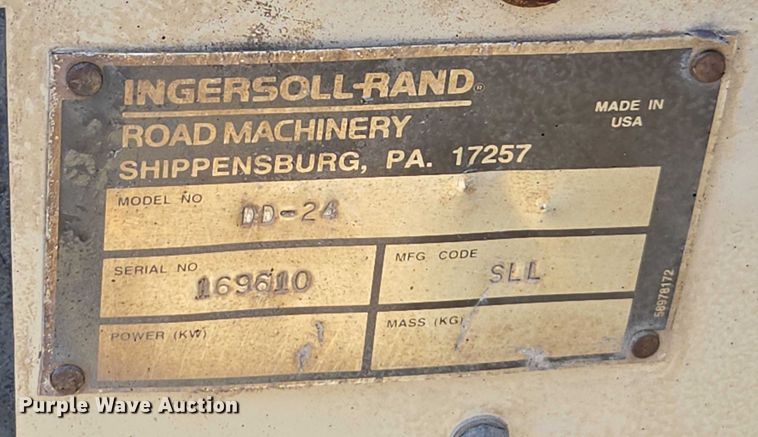 INGERSOLL-RAND®
MADE IN
USA
ROAD MACHINERY
SHIPPENSBURG, PA. 17257
MODEL NO DD-24
SERIAL NO 169610
MFG CODE SLL
POWER (KW)
MASS (KG)
58978172
Purple Wave Auction